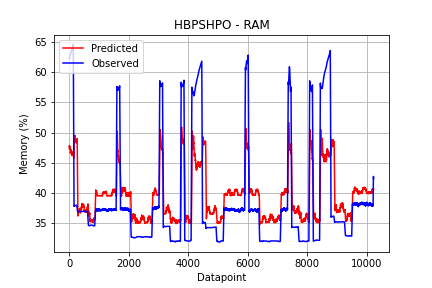 HBPSHPO - RAM
Predicted
Observed
Memory (%)
65
60
55
50
45
40
35
0
2000
4000
6000
8000
10000
Datapoint